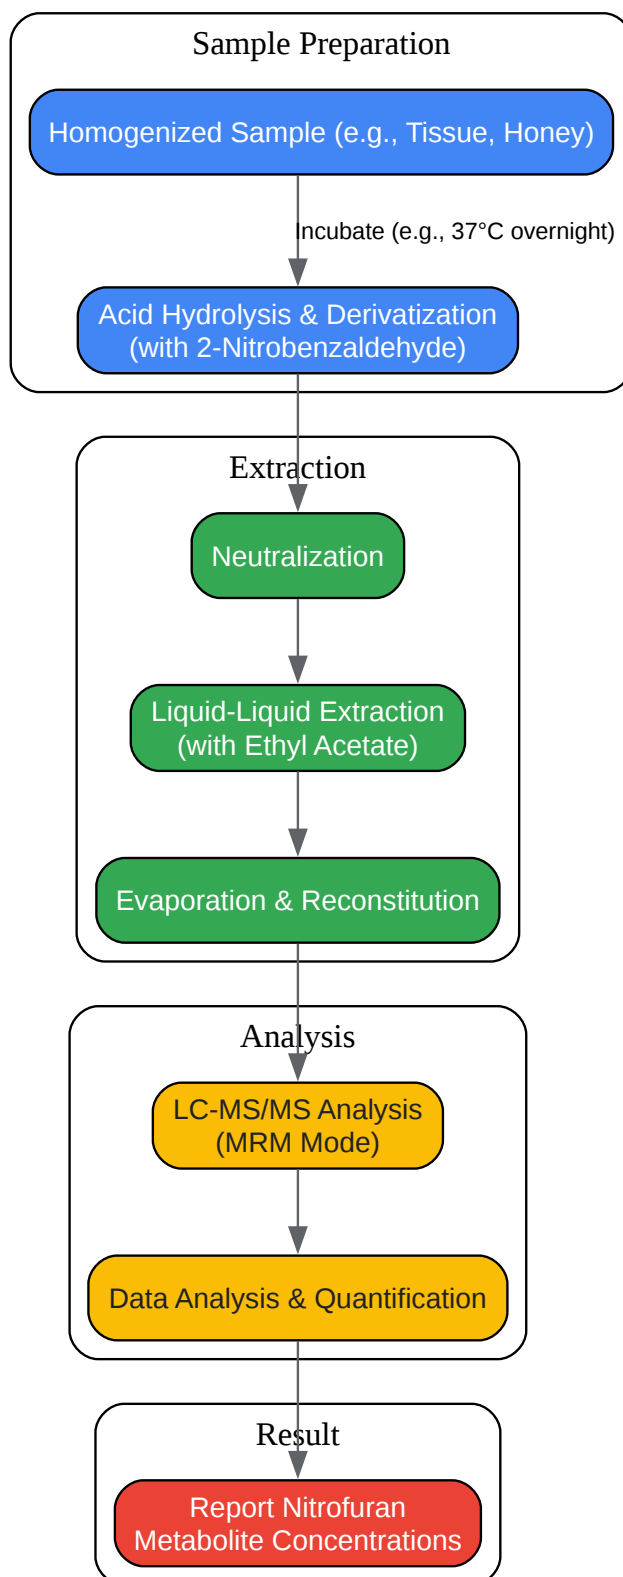 Sample Preparation
Homogenized Sample (e.g., Tissue, Honey)
Incubate (e.g., 37°C overnight)
Acid Hydrolysis & Derivatization
(with 2-Nitrobenzaldehyde)
Extraction
Neutralization
Liquid-Liquid Extraction
(with Ethyl Acetate)
Evaporation & Reconstitution
Analysis
LC-MS/MS Analysis
(MRM Mode)
Data Analysis & Quantification
Result
Report Nitrofuran
Metabolite Concentrations